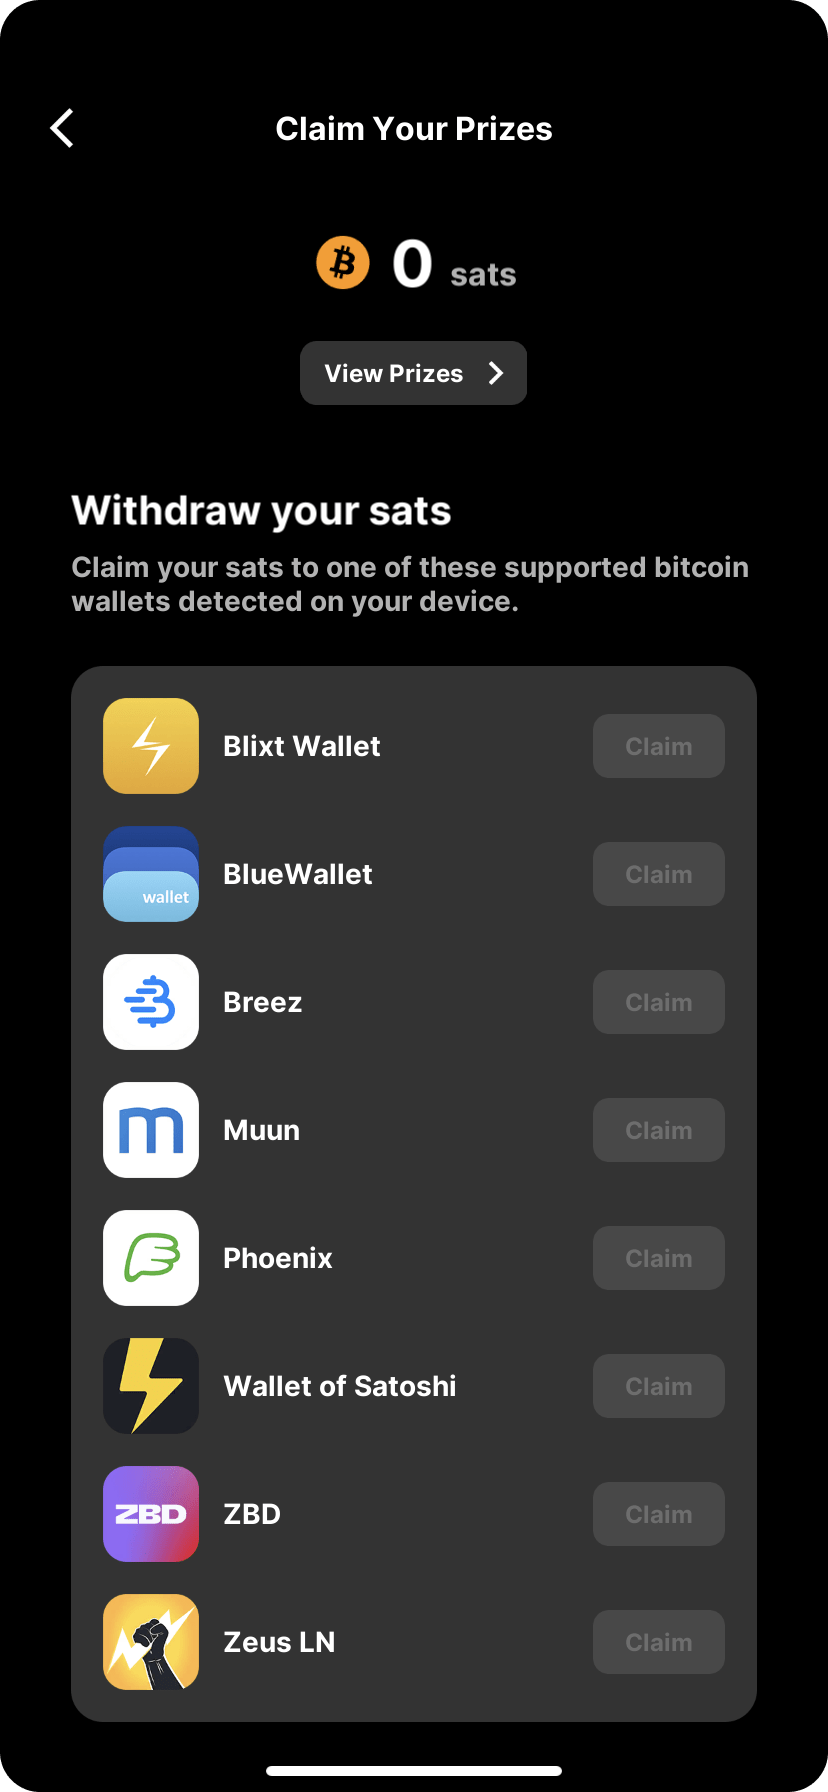 Claim Your Prizes
0 sats
View Prizes
Withdraw your sats
Claim your sats to one of these supported bitcoin
wallets detected on your device.
Blixt Wallet Claim
wallet BlueWallet Claim
Breez Claim
Muun Claim
Phoenix Claim
Wallet of Satoshi Claim
ZBD ZBD Claim
Zeus LN Claim